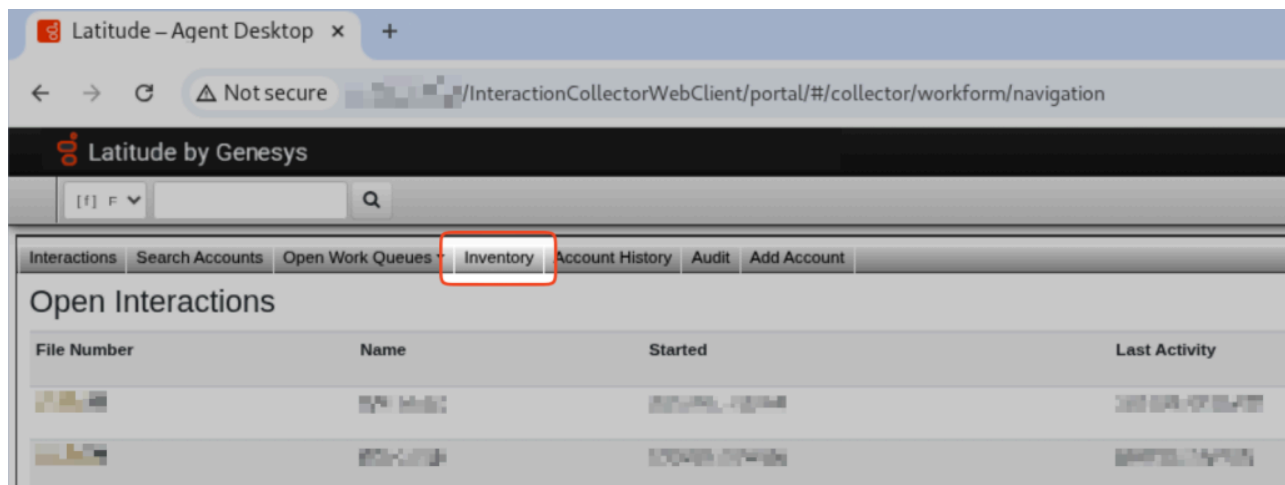 Latitude – Agent Desktop × +
Not secure /InteractionCollectorWebClient/portal/#/collector/workform/navigation
Latitude by Genesys
[f] F
Interactions Search Accounts Open Work Queues Inventory Account History Audit Add Account
Open Interactions
File Number Name Started Last Activity